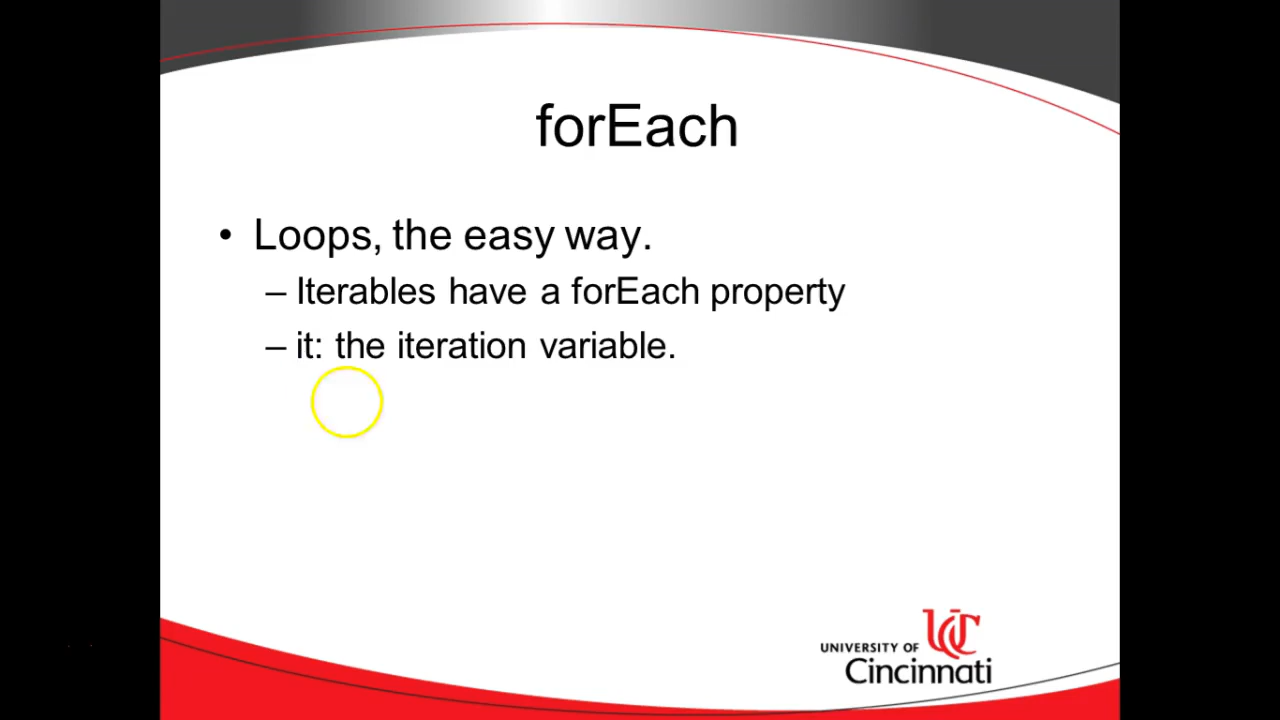 forEach
• Loops, the easy way.
– Iterables have a forEach property
– it: the iteration variable.
UNIVERSITY OF UC
Cincinnati